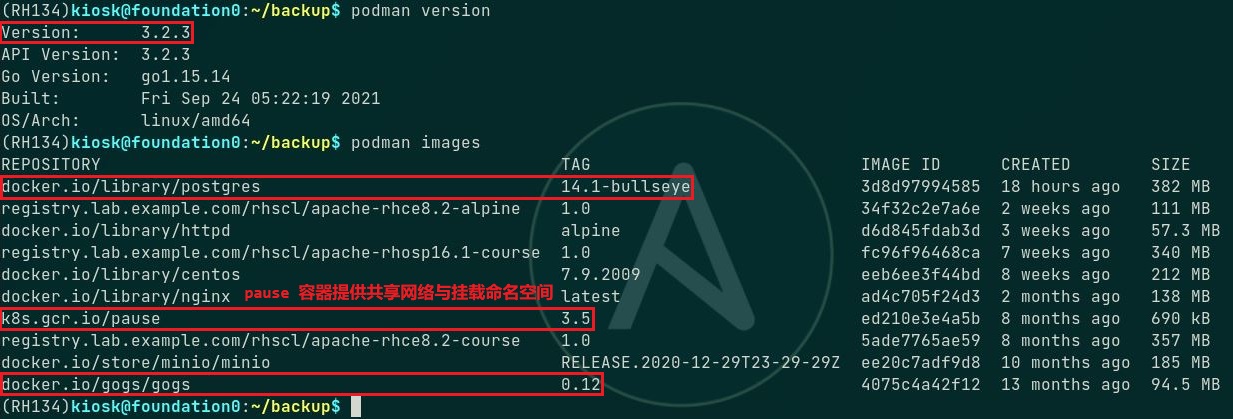 (RH134)kiosk@foundation0:~/backup$ podman version
Version:      3.2.3
API Version:  3.2.3
Go Version:   go1.15.14
Built:        Fri Sep 24 05:22:19 2021
OS/Arch:      linux/amd64
(RH134)kiosk@foundation0:~/backup$ podman images
REPOSITORY                                            TAG                           IMAGE ID      CREATED        SIZE
docker.io/library/postgres                            14.1-bullseye                 3d8d97994585  18 hours ago   382 MB
registry.lab.example.com/rhscl/apache-rhce8.2-alpine  1.0                           34f32c2e7a6e  2 weeks ago    111 MB
docker.io/library/httpd                               alpine                        d6d845fdab3d  3 weeks ago    57.3 MB
registry.lab.example.com/rhscl/apache-rhosp16.1-course  1.0                         fc96f96468ca  7 weeks ago    340 MB
docker.io/library/centos                              7.9.2009                      eeb6ee3f44bd  8 weeks ago    212 MB
docker.io/library/nginx  pause 容器提供共享网络与挂载命名空间  latest                        ad4c705f24d3  2 months ago   138 MB
k8s.gcr.io/pause                                      3.5                           ed210e3e4a5b  8 months ago   690 kB
registry.lab.example.com/rhscl/apache-rhce8.2-course  1.0                           5ade7765ae59  8 months ago   357 MB
docker.io/store/minio/minio                           RELEASE.2020-12-29T23-29-29Z  ee20c7adf9d8  10 months ago  185 MB
docker.io/gogs/gogs                                   0.12                          4075c4a42f12  13 months ago  94.5 MB
(RH134)kiosk@foundation0:~/backup$